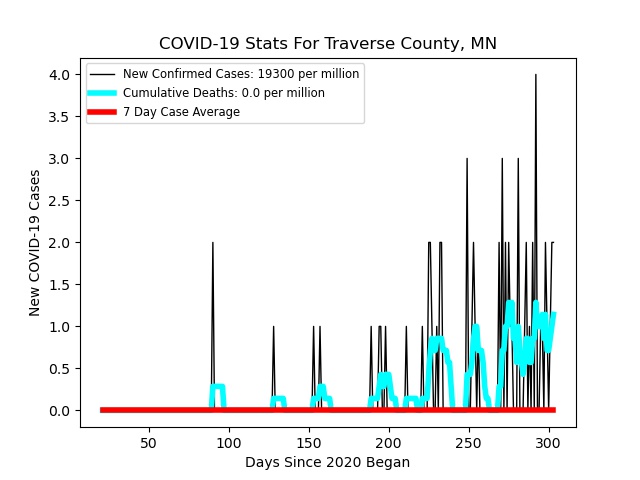 COVID-19 Stats For Traverse County, MN
New Confirmed Cases: 19300 per million
Cumulative Deaths: 0.0 per million
7 Day Case Average
4.0
3.5
3.0
2.5
2.0
1.5
1.0
0.5
0.0
New COVID-19 Cases
50 100 150 200 250 300
Days Since 2020 Began